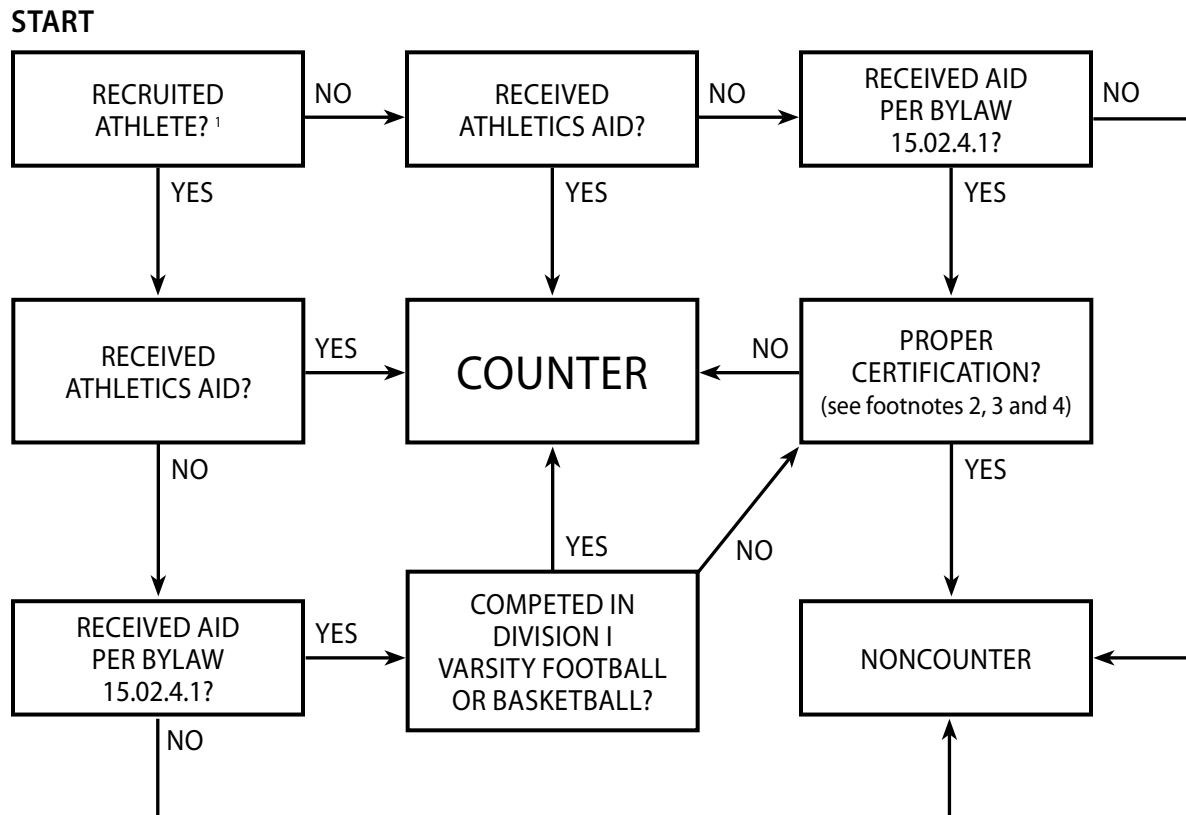 START
RECRUITED
ATHLETE? ¹
NO
RECEIVED
ATHLETICS AID?
NO
RECEIVED AID
PER BYLAW
15.02.4.1?
NO
YES
YES
YES
RECEIVED
ATHLETICS AID?
YES
COUNTER
NO
PROPER
CERTIFICATION?
(see footnotes 2, 3 and 4)
NO
YES
YES
NO
RECEIVED AID
PER BYLAW
15.02.4.1?
YES
COMPETED IN
DIVISION I
VARSITY FOOTBALL
OR BASKETBALL?
NONCOUNTER
NO